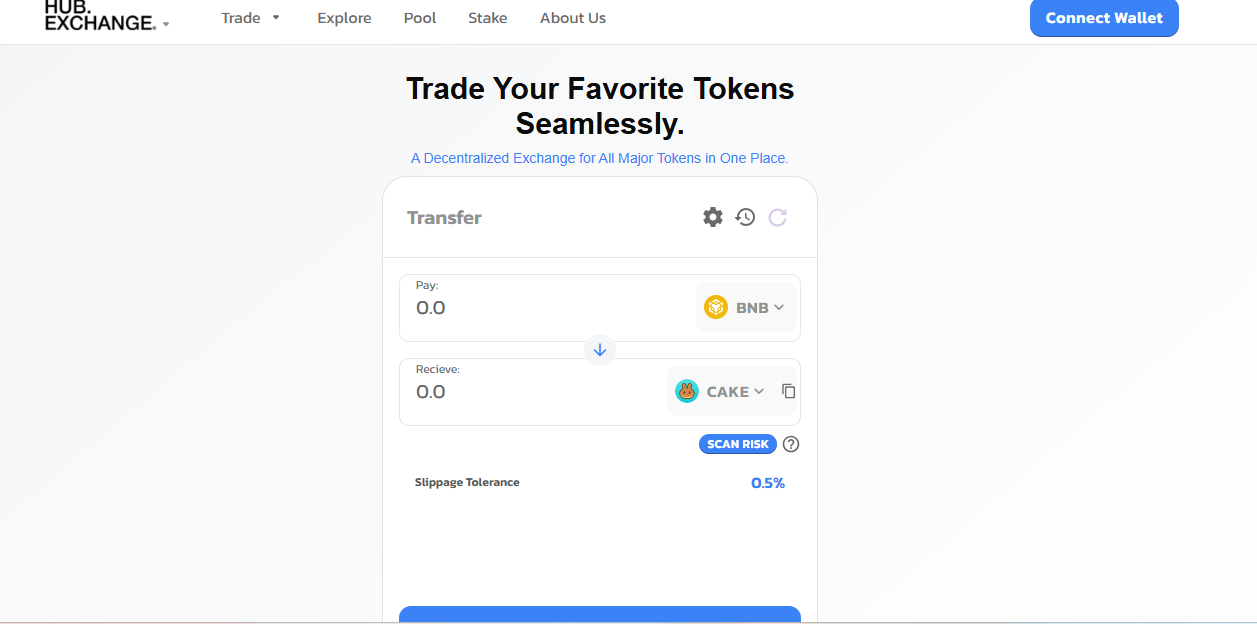 HUB.
EXCHANGE.
Trade Explore Pool Stake About Us Connect Wallet
Trade Your Favorite Tokens
Seamlessly.
A Decentralized Exchange for All Major Tokens in One Place.
Transfer
Pay:
0.0
BNB
Recieve:
0.0
CAKE
SCAN RISK
Slippage Tolerance 0.5%